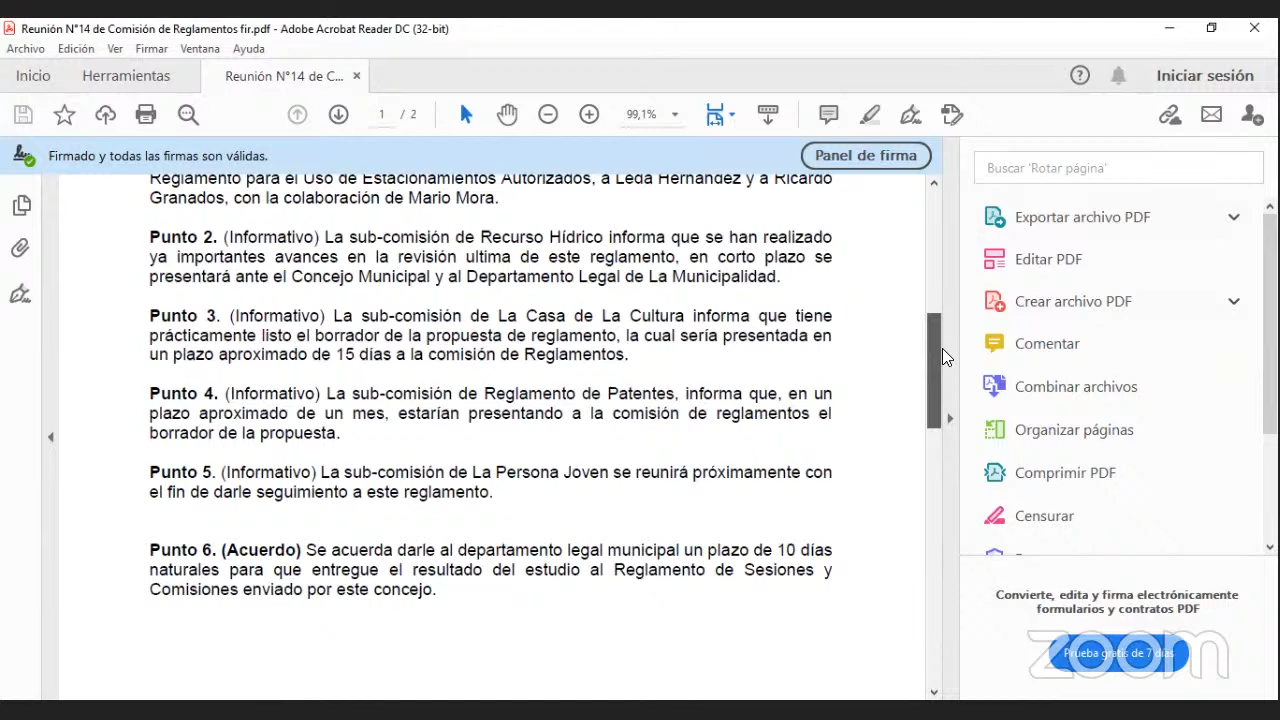 Reunión N°14 de Comisión de Reglamentos fir.pdf - Adobe Acrobat Reader DC (32-bit)
Archivo Edición Ver Firmar Ventana Ayuda
Inicio Herramientas Reunión N°14 de C... × Iniciar sesión
1 / 2 99,1%
Firmado y todas las firmas son válidas. Panel de firma
Reglamento para el Uso de Estacionamientos Autorizados, a Leda Hernández y a Ricardo
Granados, con la colaboración de Mario Mora.
Punto 2. (Informativo) La sub-comisión de Recurso Hídrico informa que se han realizado
ya importantes avances en la revisión ultima de este reglamento, en corto plazo se
presentará ante el Concejo Municipal y al Departamento Legal de La Municipalidad.
Punto 3. (Informativo) La sub-comisión de La Casa de La Cultura informa que tiene
prácticamente listo el borrador de la propuesta de reglamento, la cual sería presentada en
un plazo aproximado de 15 días a la comisión de Reglamentos.
Punto 4. (Informativo) La sub-comisión de Reglamento de Patentes, informa que, en un
plazo aproximado de un mes, estarían presentando a la comisión de reglamentos el
borrador de la propuesta.
Punto 5. (Informativo) La sub-comisión de La Persona Joven se reunirá próximamente con
el fin de darle seguimiento a este reglamento.
Punto 6. (Acuerdo) Se acuerda darle al departamento legal municipal un plazo de 10 días
naturales para que entregue el resultado del estudio al Reglamento de Sesiones y
Comisiones enviado por este concejo.
Buscar 'Rotar página'
Exportar archivo PDF
Editar PDF
Crear archivo PDF
Comentar
Combinar archivos
Organizar páginas
Comprimir PDF
Censurar
Convierte, edita y firma electrónicamente
formularios y contratos PDF
Prueba gratis de 7 días
zoom